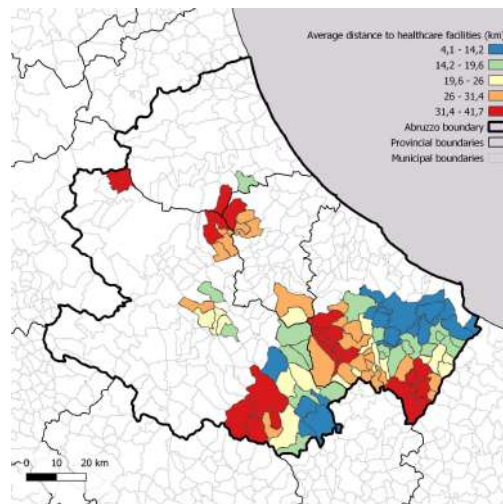 Average distance to healthcare facilities (km)
4,1 - 14,2
14,2 - 19,6
19,6 - 26
26 - 31,4
31,4 - 41,7
Abruzzo boundary
Provincial boundaries
Municipal boundaries
0 10 20 km